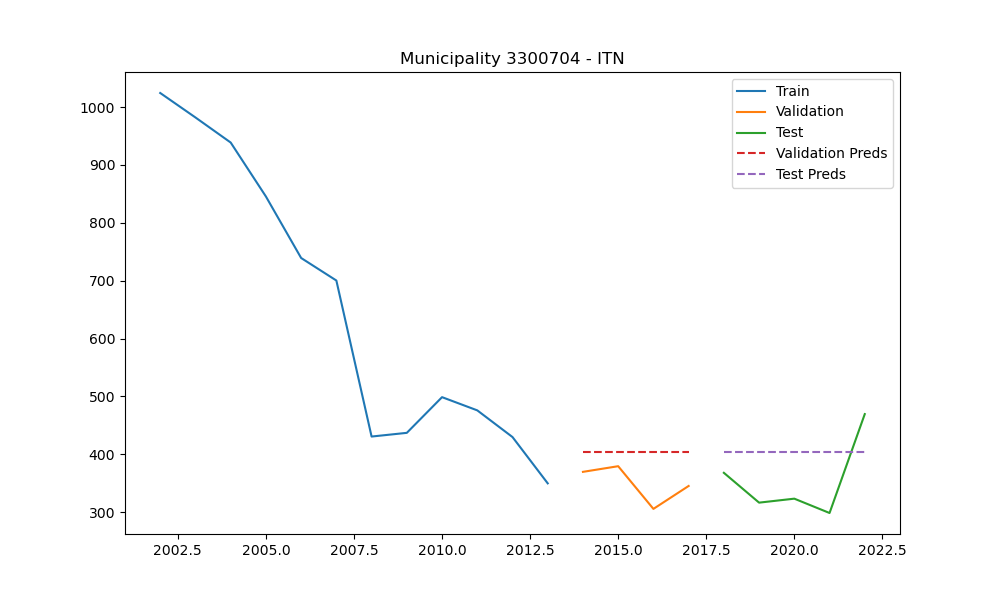 Municipality 3300704 - ITN
Train
Validation
Test
Validation Preds
Test Preds
1000
900
800
700
600
500
400
300
2002.5 2005.0 2007.5 2010.0 2012.5 2015.0 2017.5 2020.0 2022.5